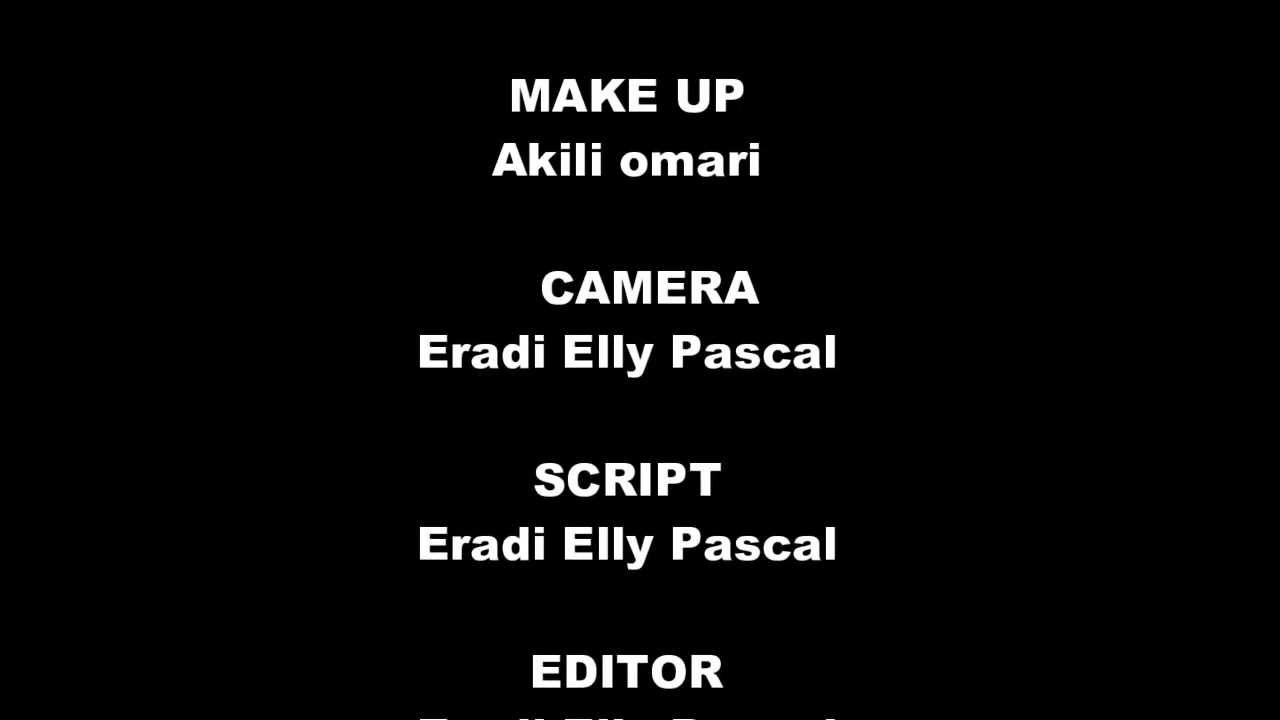 MAKE UP
Akili omari
CAMERA
Eradi Elly Pascal
SCRIPT
Eradi Elly Pascal
EDITOR